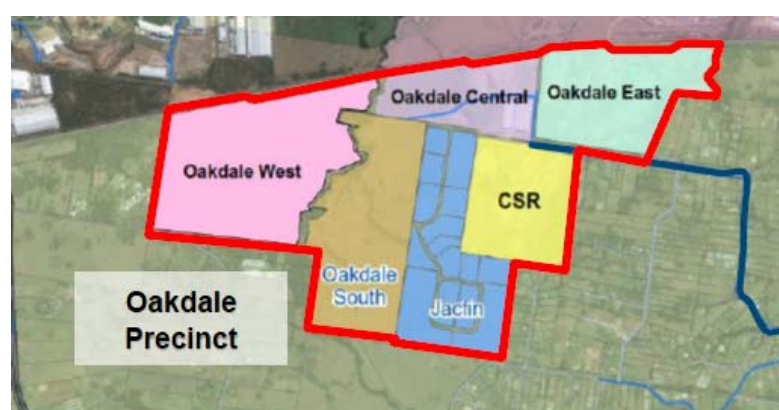 Oakdale Central
Oakdale East
Oakdale West
CSR
Oakdale
South
Jacfin
Oakdale
Precinct